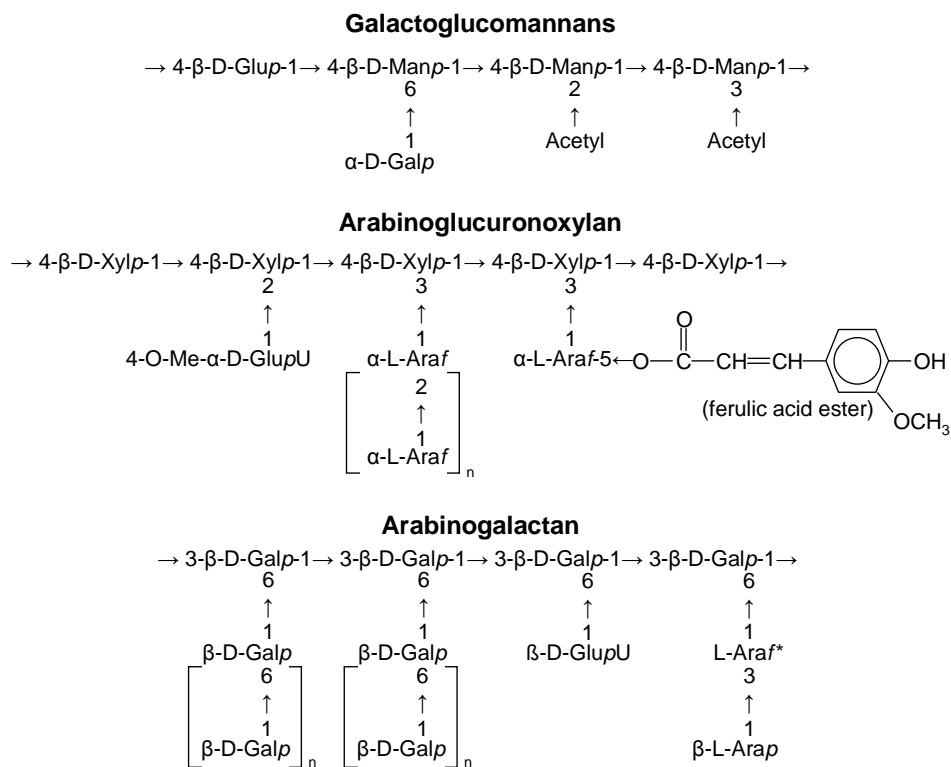 Galactoglucomannans
→ 4-β-D-Glup-1→ 4-β-D-Manp-1→ 4-β-D-Manp-1→ 4-β-D-Manp-1→
6 2 3
↑ ↑ ↑
1 Acetyl Acetyl
α-D-Galp
Arabinoglucuronoxylan
→ 4-β-D-Xylp-1→ 4-β-D-Xylp-1→ 4-β-D-Xylp-1→ 4-β-D-Xylp-1→ 4-β-D-Xylp-1→
2 3 3
↑ ↑ ↑ O
1 1 1
4-O-Me-α-D-GlupU α-L-Araf α-L-Araf-5←O C CH CH OH
2 (ferulic acid ester)
↑ OCH3
1
α-L-Araf
n
Arabinogalactan
→ 3-β-D-Galp-1→ 3-β-D-Galp-1→ 3-β-D-Galp-1→ 3-β-D-Galp-1→
6 6 6 6
↑ ↑ ↑ ↑
1 1 1 1
β-D-Galp β-D-Galp ß-D-GlupU L-Araf*
6 6 3
↑ ↑ ↑
1 1 1
β-D-Galp β-D-Galp β-L-Arap
n n